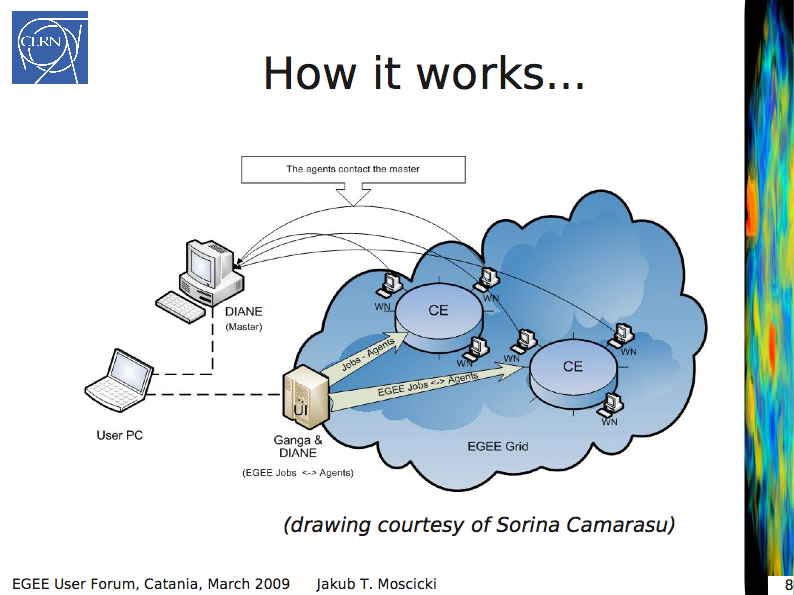 CERN
How it works...
The agents contact the master
DIANE
(Master)
WN
WN
CE
WN
WN
WN
CE
WN
Jobs - Agents
EGEE Jobs <-> Agents
UI
User PC
Ganga &
DIANE
(EGEE Jobs <-> Agents)
EGEE Grid
(drawing courtesy of Sorina Camarasu)
EGEE User Forum, Catania, March 2009 Jakub T. Moscicki
8